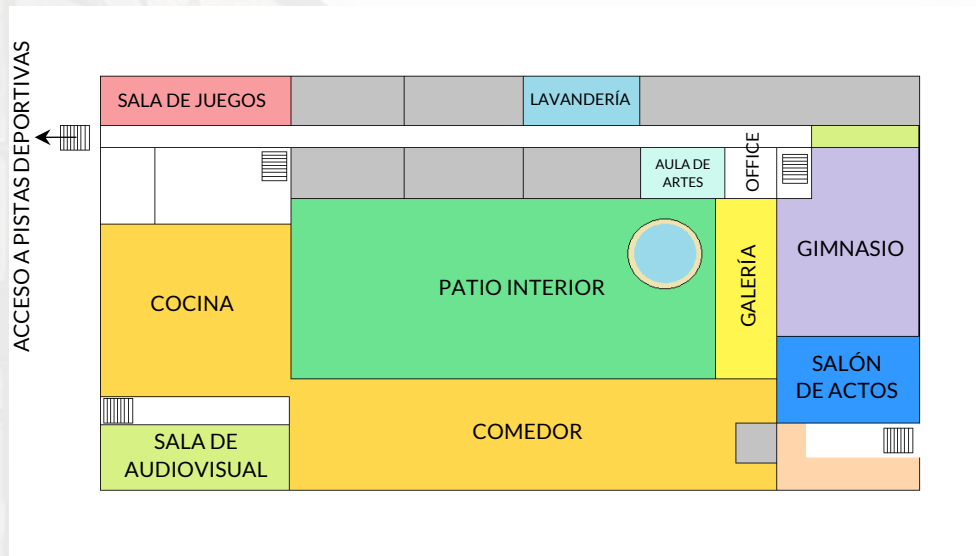 ACCESO A PISTAS DEPORTIVAS
SALA DE JUEGOS
LAVANDERÍA
AULA DE
ARTES
OFFICE
GIMNASIO
PATIO INTERIOR
GALERÍA
COCINA
SALÓN
DE ACTOS
COMEDOR
SALA DE
AUDIOVISUAL